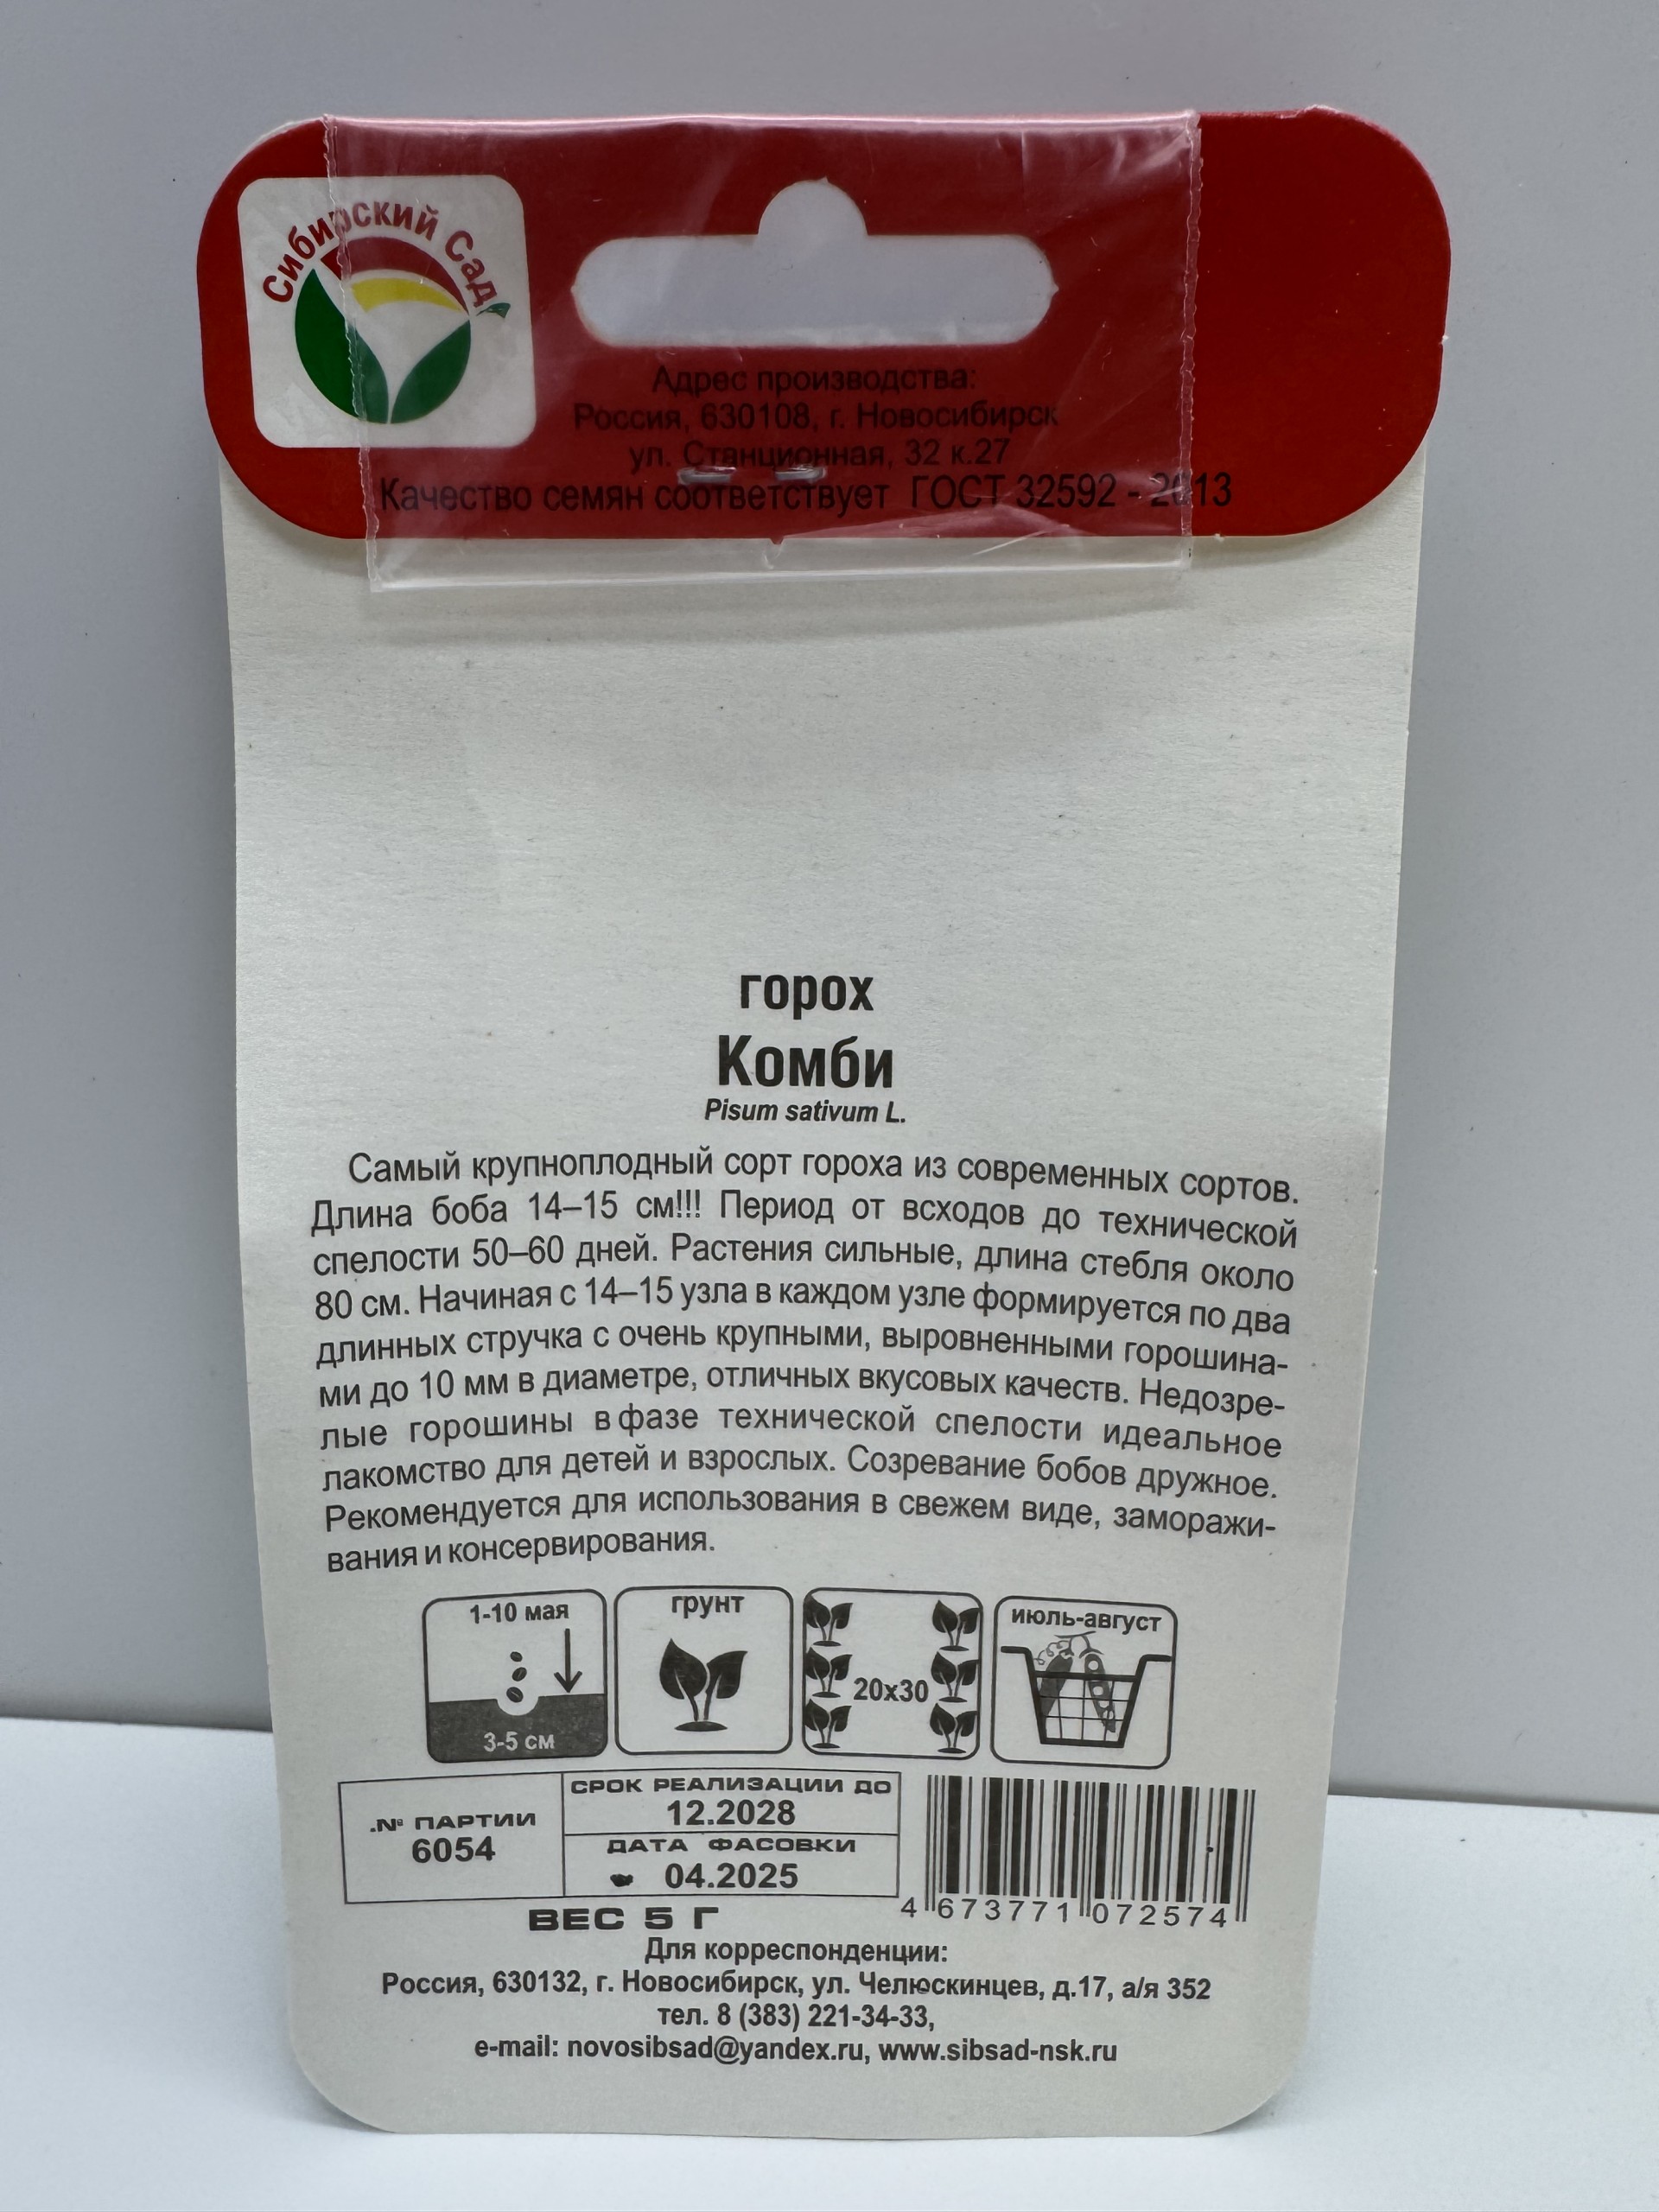 Сибирский Сад
Адрес производства:
Россия, 630108, г. Новосибирск
ул. Станционная, 32 к.27
Качество семян соответствует ГОСТ 32592 - 2013
горох
Комби
Pisum sativum L.
Самый крупноплодный сорт гороха из современных сортов.
Длина боба 14–15 см!!! Период от всходов до технической
спелости 50–60 дней. Растения сильные, длина стебля около
80 см. Начиная с 14–15 узла в каждом узле формируется по два
длинных стручка с очень крупными, выровненными горошина-
ми до 10 мм в диаметре, отличных вкусовых качеств. Недозре-
лые горошины в фазе технической спелости идеальное
лакомство для детей и взрослых. Созревание бобов дружное.
Рекомендуется для использования в свежем виде, заморажи-
вания и консервирования.
1-10 мая
3-5 см
грунт
20х30
июль-август
№ ПАРТИИ
6054
СРОК РЕАЛИЗАЦИИ ДО
12.2028
ДАТА ФАСОВКИ
04.2025
4 673771 072574
ВЕС 5 Г
Для корреспонденции:
Россия, 630132, г. Новосибирск, ул. Челюскинцев, д.17, а/я 352
тел. 8 (383) 221-34-33,
e-mail: novosibsad@yandex.ru, www.sibsad-nsk.ru